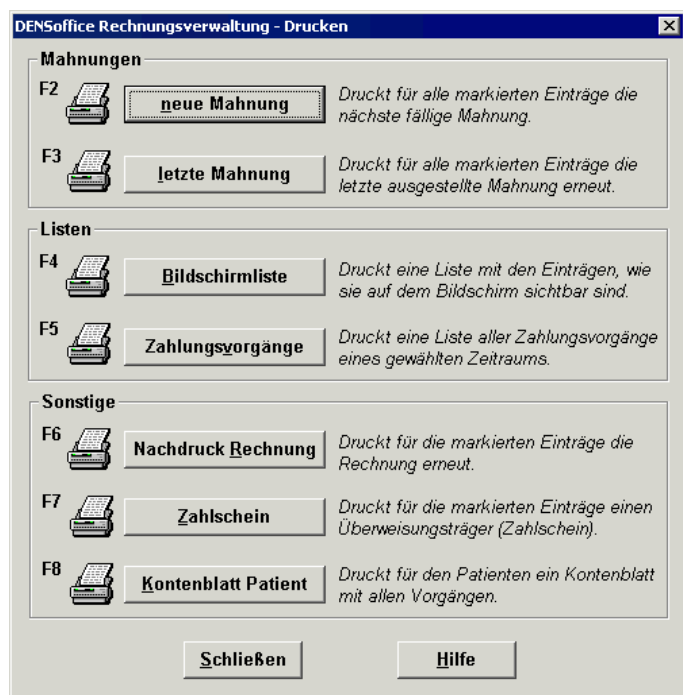 DENSoffice Rechnungsverwaltung - Drucken
Mahnungen
F2
neue Mahnung
Druckt für alle markierten Einträge die
nächste fällige Mahnung.
F3
letzte Mahnung
Druckt für alle markierten Einträge die
letzte ausgestellte Mahnung erneut.
Listen
F4
Bildschirmliste
Druckt eine Liste mit den Einträgen, wie
sie auf dem Bildschirm sichtbar sind.
F5
Zahlungsvorgänge
Druckt eine Liste aller Zahlungsvorgänge
eines gewählten Zeitraums.
Sonstige
F6
Nachdruck Rechnung
Druckt für die markierten Einträge die
Rechnung erneut.
F7
Zahlschein
Druckt für die markierten Einträge einen
Überweisungsträger (Zahlschein).
F8
Kontenblatt Patient
Druckt für den Patienten ein Kontenblatt
mit allen Vorgängen.
Schließen
Hilfe